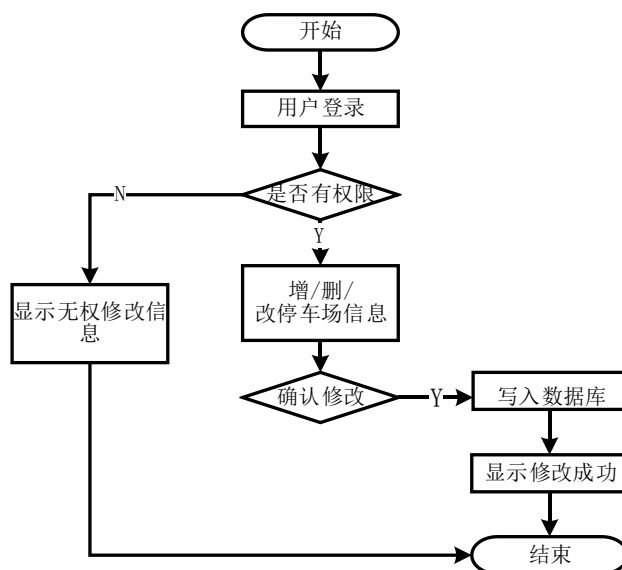 开始
用户登录
是否有权限
N
Y
增/删/
改停车场信息
显示无权修改信
息
确认修改
Y
写入数据库
显示修改成功
结束